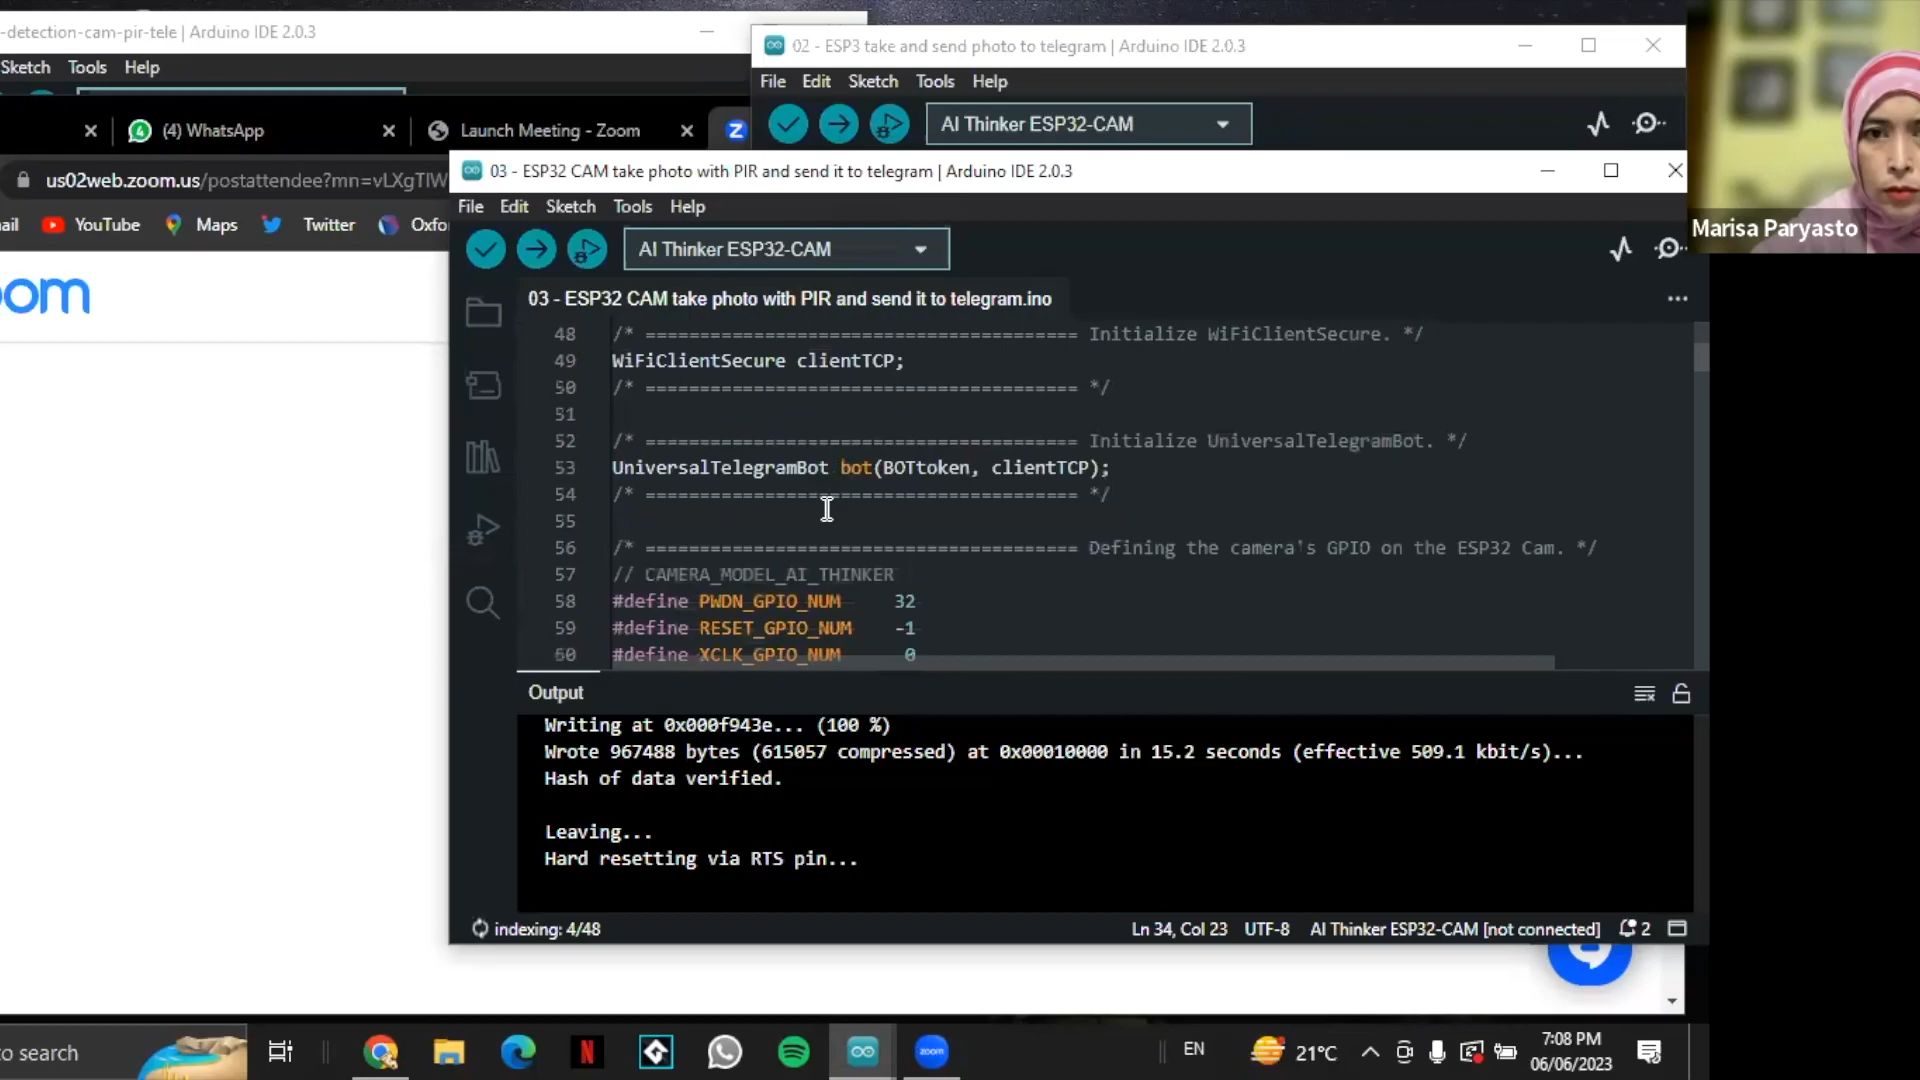 -detection-cam-pir-tele | Arduino IDE 2.0.3
Sketch Tools Help
02 - ESP3 take and send photo to telegram | Arduino IDE 2.0.3
File Edit Sketch Tools Help
AI Thinker ESP32-CAM
(4) WhatsApp
Launch Meeting - Zoom
us02web.zoom.us/postattendee?mn=vLXgTlW
ail YouTube Maps Twitter Oxfo
oom
03 - ESP32 CAM take photo with PIR and send it to telegram | Arduino IDE 2.0.3
File Edit Sketch Tools Help
AI Thinker ESP32-CAM
03 - ESP32 CAM take photo with PIR and send it to telegram.ino
48 /* ======================================== Initialize WiFiClientSecure. */
49 WiFiClientSecure clientTCP;
50 /* ======================================== */
51
52 /* ======================================== Initialize UniversalTelegramBot. */
53 UniversalTelegramBot bot(BOTtoken, clientTCP);
54 /* ======================================== */
55
56 /* ======================================== Defining the camera's GPIO on the ESP32 Cam. */
57 // CAMERA_MODEL_AI_THINKER
58 #define PWDN_GPIO_NUM 32
59 #define RESET_GPIO_NUM -1
60 #define XCLK_GPIO_NUM 0
Output
Writing at 0x000f943e... (100 %)
Wrote 967488 bytes (615057 compressed) at 0x00010000 in 15.2 seconds (effective 509.1 kbit/s)...
Hash of data verified.
Leaving...
Hard resetting via RTS pin...
indexing: 4/48
Ln 34, Col 23 UTF-8 AI Thinker ESP32-CAM [not connected] 2
Marisa Paryasto
o search
zoom
EN
21°C
7:08 PM
06/06/2023